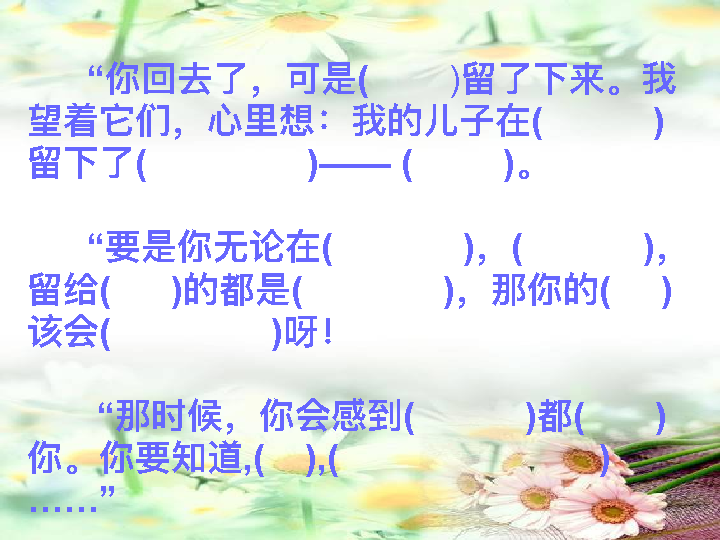 “你回去了，可是(        )留了下来。我
望着它们，心里想：我的儿子在(           )
留下了(                )—— (         )。
“要是你无论在(             )，(            )，
留给(      )的都是(              )，那你的(     )
该会(                )呀！
“那时候，你会感到(           )都(       )
你。你要知道,(    ),(                          )
……”